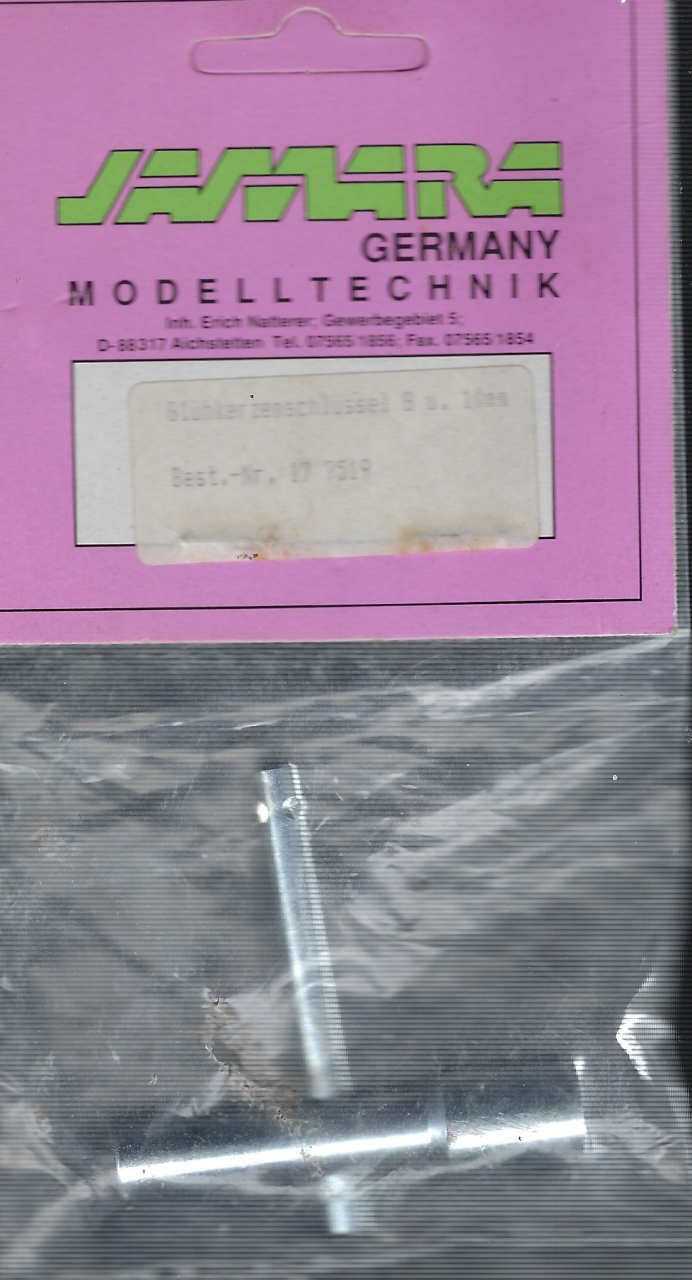 JAMARA
GERMANY
MODELLTECHNIK
Inh. Erich Natterer; Gewerbegebiet 5;
D-88317 Aichstetten Tel. 07565/1856; Fax. 07565/1854
Glühkerzenschlüssel 8 u. 10mm
Best.-Nr. 17 7519